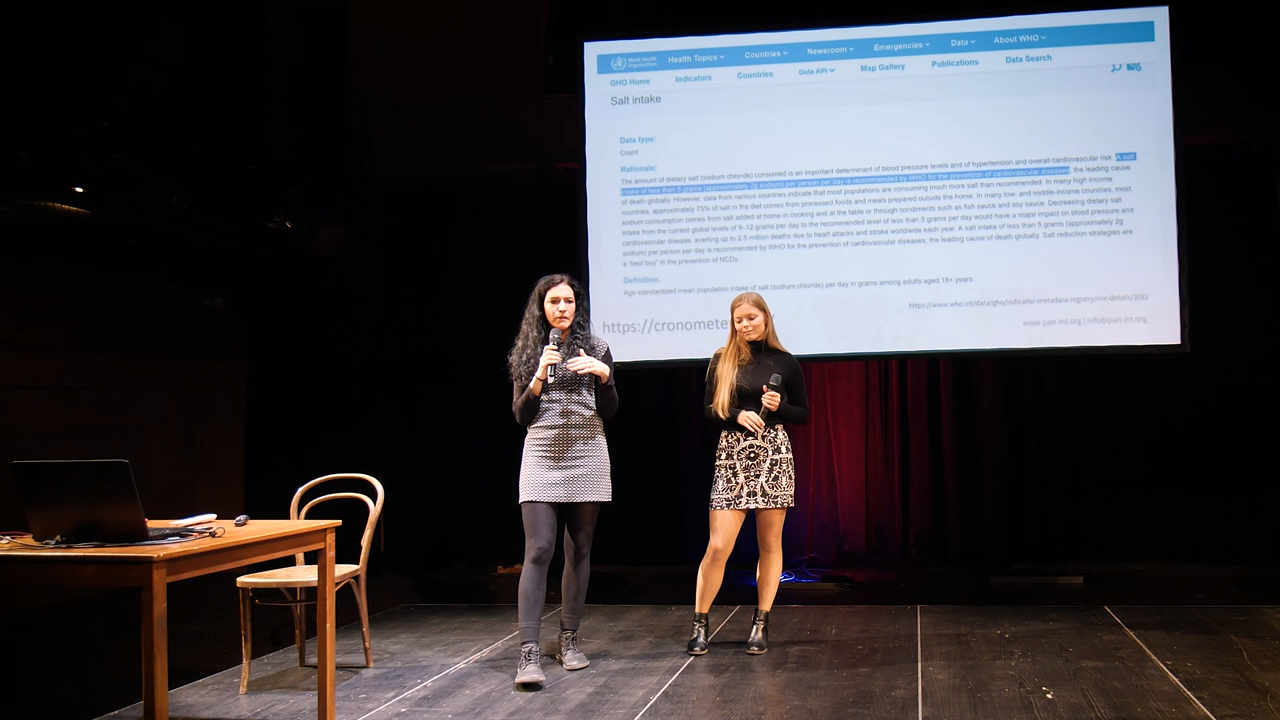 World Health Organization
Health Topics Countries Newsroom Emergencies Data About WHO
GHO Home Indicators Countries Data API Map Gallery Publications Data Search
Salt intake
Data type:
Count
Rationale:
The amount of dietary salt (sodium chloride) consumed is an important determinant of blood pressure levels and of hypertension and overall cardiovascular risk. A salt
intake of less than 5 grams (approximately 2g sodium) per person per day is recommended by WHO for the prevention of cardiovascular diseases, the leading cause
of death globally. However, data from various countries indicate that most populations are consuming much more salt than recommended. In many high income
countries, approximately 75% of salt in the diet comes from processed foods and meals prepared outside the home. In many low- and middle-income countries, most
sodium consumption comes from salt added at home in cooking and at the table or through condiments such as fish sauce and soy sauce. Decreasing dietary salt
intake from the current global levels of 9–12 grams per day to the recommended level of less than 5 grams per day would have a major impact on blood pressure and
cardiovascular disease, averting up to 2.5 million deaths due to heart attacks and stroke worldwide each year. A salt intake of less than 5 grams (approximately 2g
sodium) per person per day is recommended by WHO for the prevention of cardiovascular diseases, the leading cause of death globally. Salt reduction strategies are
a "best buy" in the prevention of NCDs
Definition:
Age-standardized mean population intake of salt (sodium chloride) per day in grams among adults aged 18+ years.
https://www.who.int/data/gho/indicator-metadata-registry/imr-details/3082
https://cronomete
www.pan-int.org | info@pan-int.org